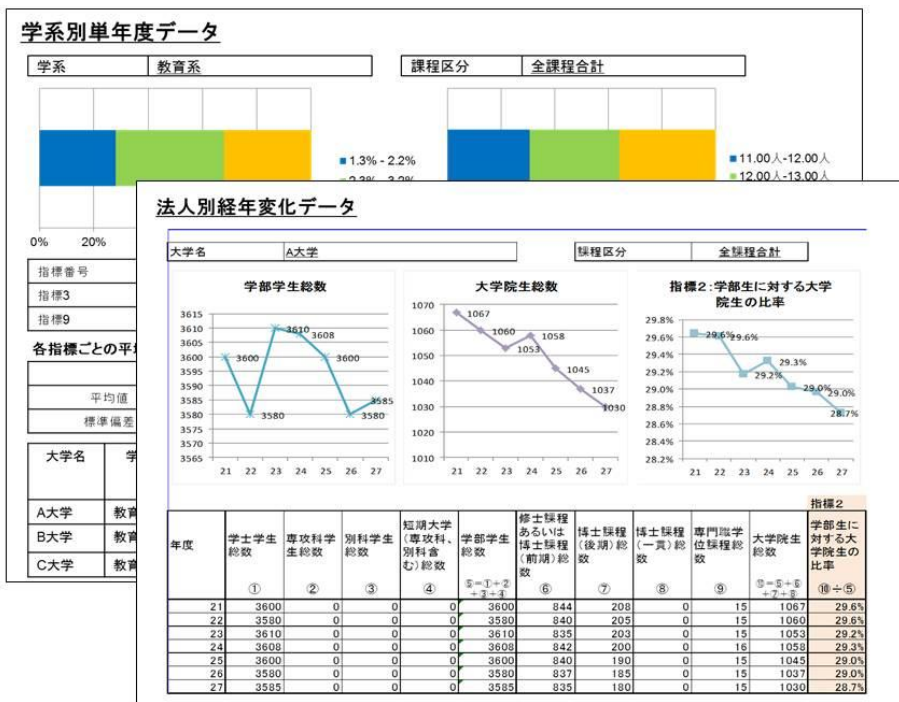 学系別単年度データ
学系 教育系 課程区分 全課程合計
1.3% - 2.2%
11.00人-12.00人
2.3% - 3.2%
12.00人-13.00人
0% 20%
指標番号
指標3
指標9
各指標ごとの平
平均値
標準偏差
大学名
A大学 教育
B大学 教育
C大学 教育
法人別経年変化データ
大学名 A大学 課程区分 全課程合計
学部学生総数
3615
3610
3605
3600
3595
3590
3585
3580
3575
3570
3565
3600
3580
3610
3608
3600
3580
3585
21 22 23 24 25 26 27
大学院生総数
1070
1060
1050
1040
1030
1020
1010
1067
1060
1053
1058
1045
1037
1030
21 22 23 24 25 26 27
指標2:学部生に対する大学
院生の比率
29.8%
29.6%
29.4%
29.2%
29.0%
28.8%
28.6%
28.4%
28.2%
29.6%
29.6%
29.2%
29.3%
29.0%
29.0%
28.7%
21 22 23 24 25 26 27
指標2
年度
学士学生
総数
①
専攻科学
生総数
②
別科学生
総数
③
短期大学
(専攻科、
別科含
む)総数
④
学部学生
総数
⑤=①+②
+③+④
修士課程
あるいは
博士課程
(前期)総
数
⑥
博士課程
(後期)総
数
⑦
博士課程
(一貫)総
数
⑧
専門職学
位課程総
数
⑨
大学院生
総数
学部生に
対する大
学院生の
比率
⑩÷⑤
21 3600 0 0 0 3600 844 208 0 15 1067 29.6%
22 3580 0 0 0 3580 840 205 0 15 1060 29.6%
23 3610 0 0 0 3610 835 203 0 15 1053 29.2%
24 3608 0 0 0 3608 842 200 0 16 1058 29.3%
25 3600 0 0 0 3600 840 190 0 15 1045 29.0%
26 3580 0 0 0 3580 837 185 0 15 1037 29.0%
27 3585 0 0 0 3585 835 180 0 15 1030 28.7%